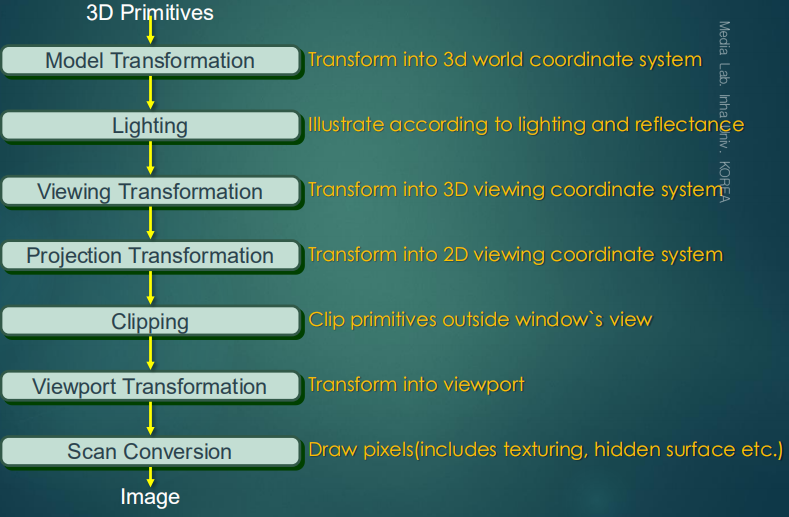 3D Primitives
Model Transformation
Transform into 3d world coordinate system
Lighting
Illustrate according to lighting and reflectance
Viewing Transformation
Transform into 3D viewing coordinate system
Projection Transformation
Transform into 2D viewing coordinate system
Clipping
Clip primitives outside window`s view
Viewport Transformation
Transform into viewport
Scan Conversion
Draw pixels(includes texturing, hidden surface etc.)
Image
Media Lab. Inha Univ. KOREA